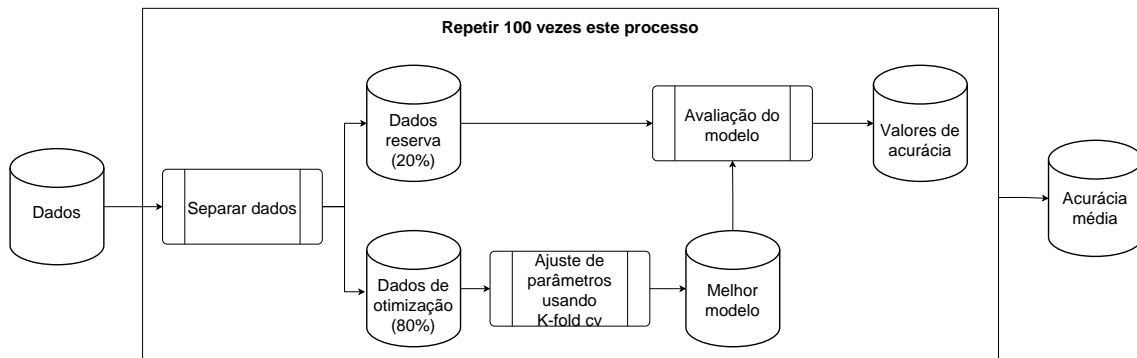 Repetir 100 vezes este processo
Dados
Separar dados
Dados
reserva
(20%)
Dados de
otimização
(80%)
Ajuste de
parâmetros
usando
K-fold cv
Melhor
modelo
Avaliação do
modelo
Valores de
acurácia
Acurácia
média